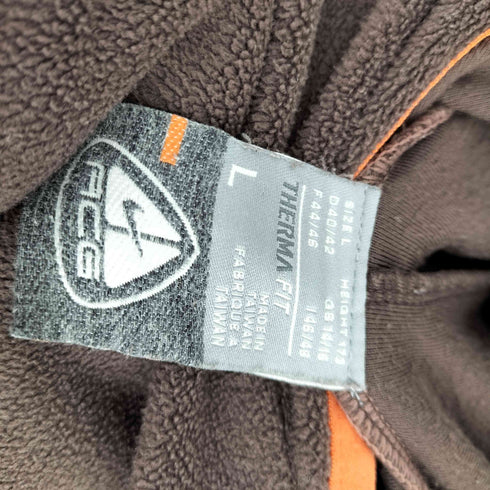 ACG
L
THERMA FIT
MADE IN
TAIWAN
FABRIQUE A
TAIWAN
SIZE L
D40/42
F44/46